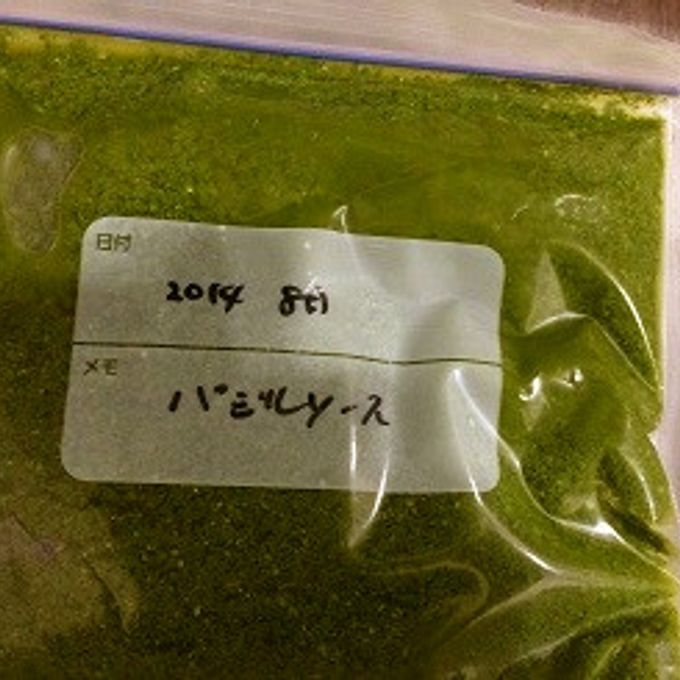 日付
2014 8月
メモ
バジルソース